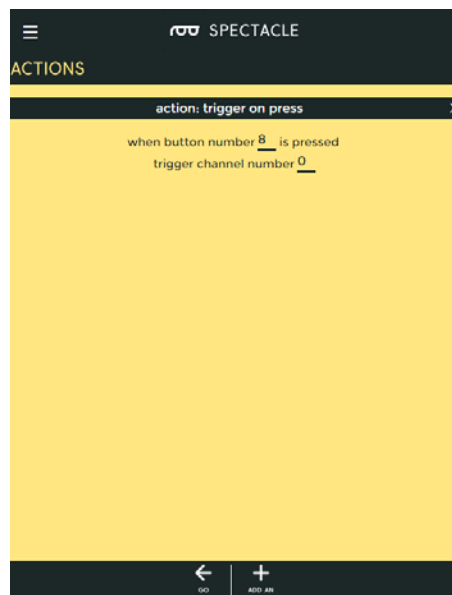 SPECTACLE
ACTIONS
action: trigger on press
when button number 8 is pressed
trigger channel number 0
GO
ADD AN